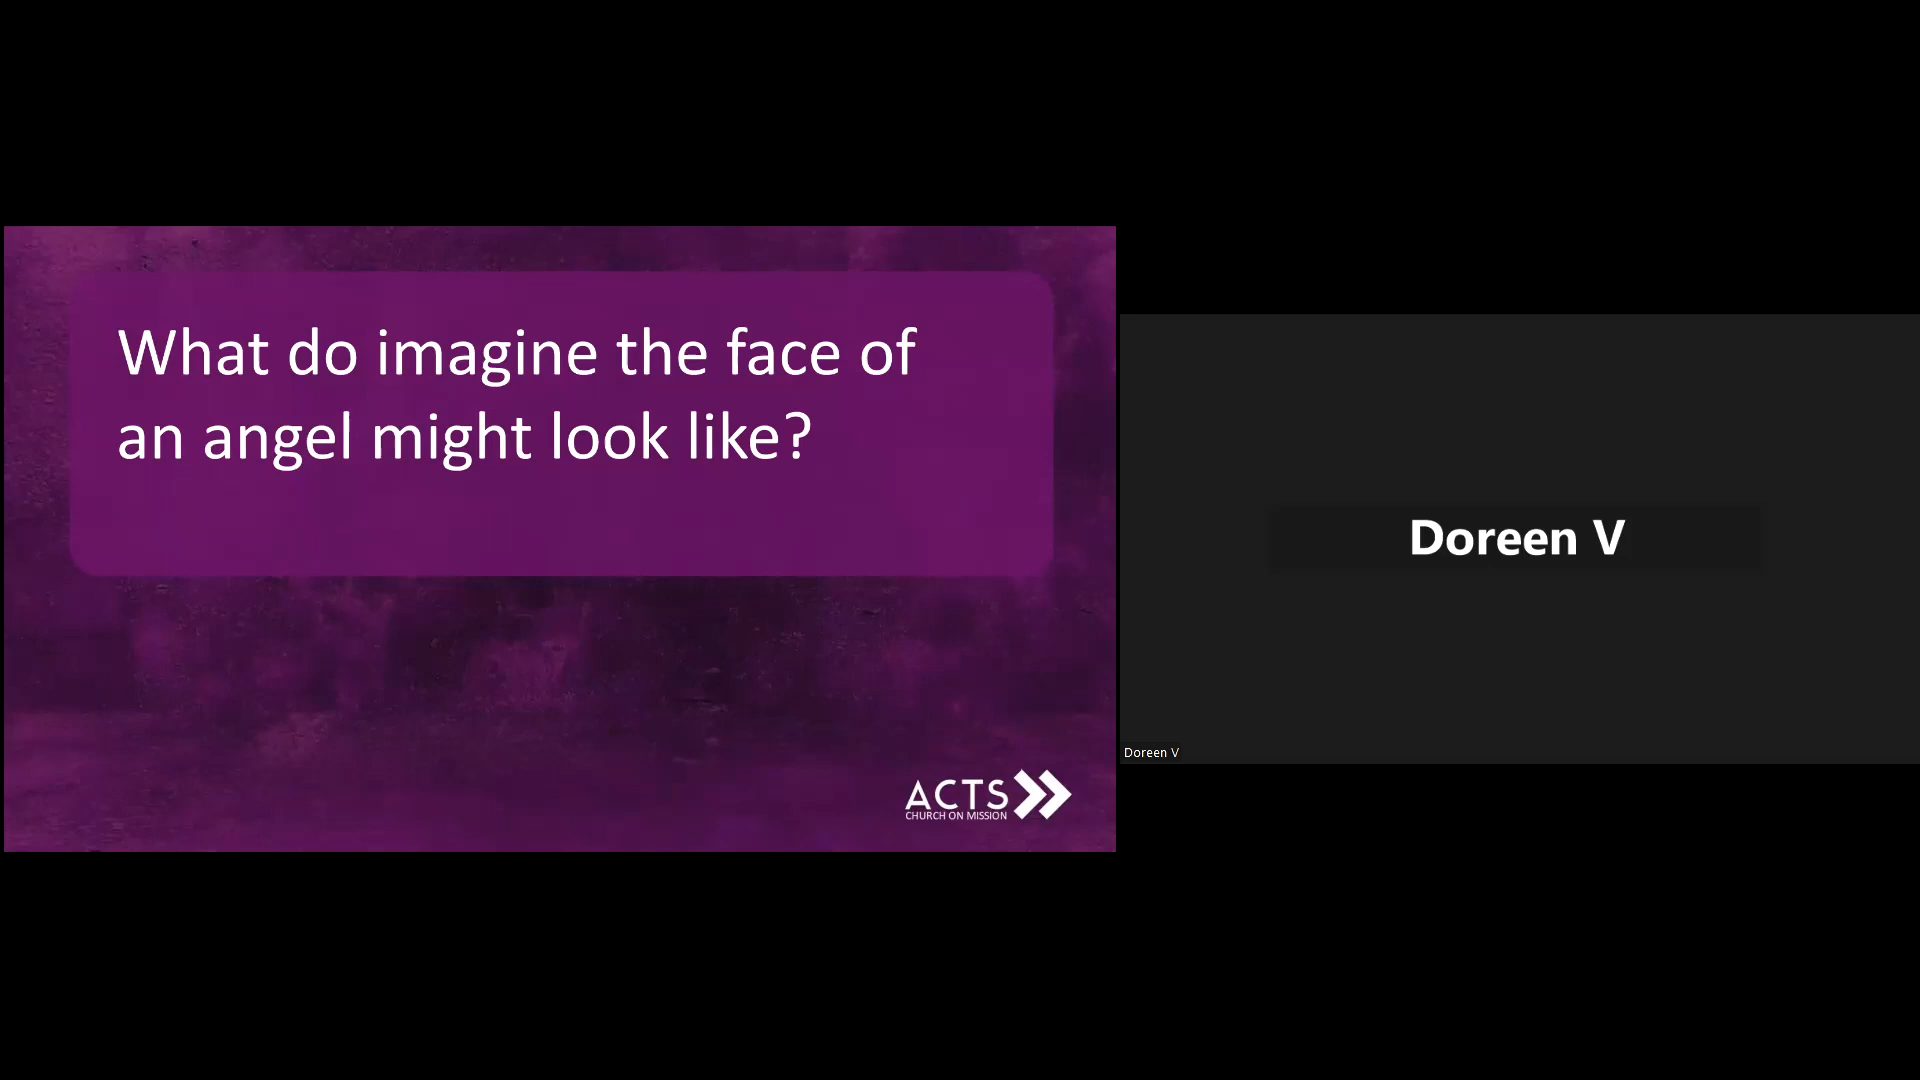 What do imagine the face of
an angel might look like?
ACTS
CHURCH ON MISSION
Doreen V
Doreen V